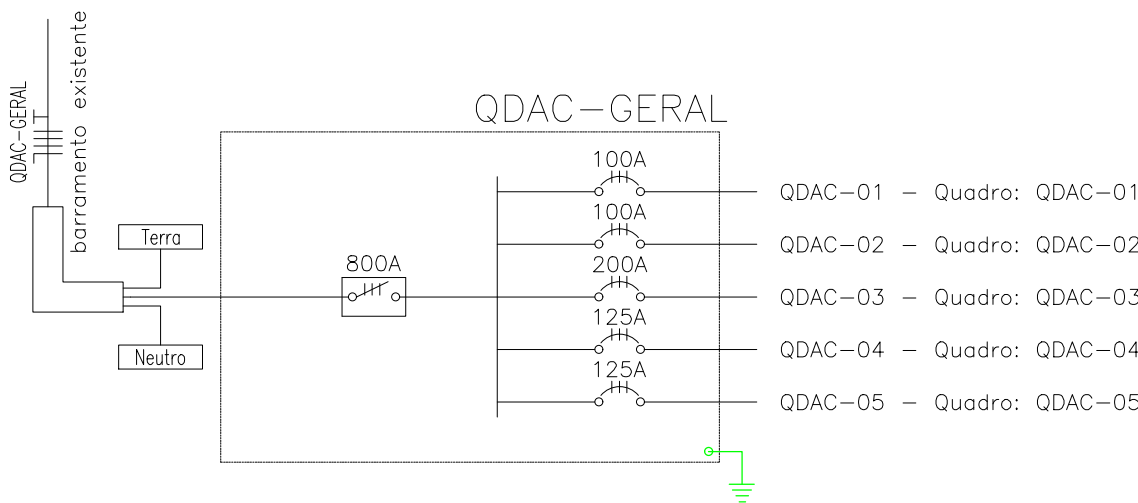 QDAC-GERAL
barramento existente
QDAC-GERAL
Terra
Neutro
800A
100A
QDAC-01 - Quadro: QDAC-01
100A
QDAC-02 - Quadro: QDAC-02
200A
QDAC-03 - Quadro: QDAC-03
125A
QDAC-04 - Quadro: QDAC-04
125A
QDAC-05 - Quadro: QDAC-05